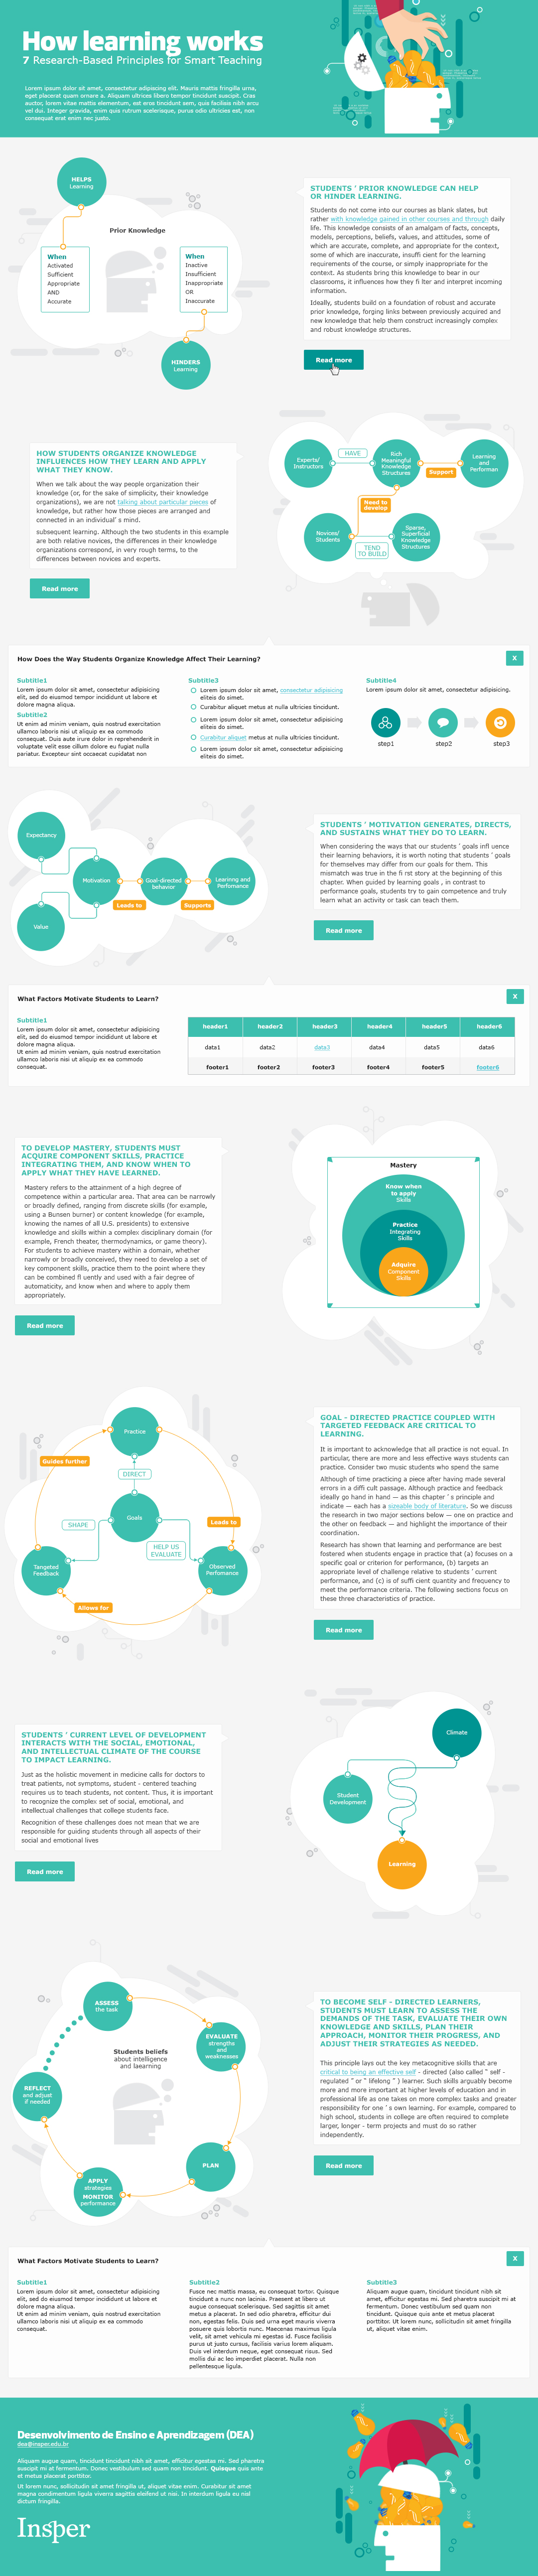 How learning works
7 Research-Based Principles for Smart Teaching
Lorem ipsum dolor sit amet, consectetur adipiscing elit. Mauris mattis fringilla urna,
eget placerat quam ornare a. Aliquam ultrices libero tempor tincidunt suscipit. Cras
auctor, lorem vitae mattis elementum, est eros tincidunt sem, quis facilisis nibh arcu
vel dui. Integer gravida, enim quis rutrum scelerisque, purus odio ultricies est, non
consequat erat enim nec justo.
HELPS
Learning
Prior Knowledge
When
Activated
Sufficient
Appropriate
AND
Accurate
When
Inactive
Insufficient
Inappropriate
OR
Inaccurate
HINDERS
Learning
STUDENTS ' PRIOR KNOWLEDGE CAN HELP
OR HINDER LEARNING.
Students do not come into our courses as blank slates, but
rather with knowledge gained in other courses and through daily
life. This knowledge consists of an amalgam of facts, concepts,
models, perceptions, beliefs, values, and attitudes, some of
which are accurate, complete, and appropriate for the context,
some of which are inaccurate, insuffi cient for the learning
requirements of the course, or simply inappropriate for the
context. As students bring this knowledge to bear in our
classrooms, it influences how they fi lter and interpret incoming
information.
Ideally, students build on a foundation of robust and accurate
prior knowledge, forging links between previously acquired and
new knowledge that help them construct increasingly complex
and robust knowledge structures.
Read more
HOW STUDENTS ORGANIZE KNOWLEDGE
INFLUENCES HOW THEY LEARN AND APPLY
WHAT THEY KNOW.
When we talk about the way people organization their
knowledge (or, for the sake of simplicity, their knowledge
organizations), we are not talking about particular pieces of
knowledge, but rather how those pieces are arranged and
connected in an individual' s mind.
subsequent learning. Although the two students in this example
are both relative novices, the differences in their knowledge
organizations correspond, in very rough terms, to the
differences between novices and experts.
Read more
Experts/
Instructors
HAVE
Rich
Meaningful
Knowledge
Structures
Support
Learning
and
Performan
Need to
develop
Novices/
Students
TEND
TO BUILD
Sparse,
Superficial
Knowledge
Structures
How Does the Way Students Organize Knowledge Affect Their Learning?
X
Subtitle1
Lorem ipsum dolor sit amet, consectetur adipisicing
elit, sed do eiusmod tempor incididunt ut labore et
dolore magna aliqua.
Subtitle2
Ut enim ad minim veniam, quis nostrud exercitation
ullamco laboris nisi ut aliquip ex ea commodo
consequat. Duis aute irure dolor in reprehenderit in
voluptate velit esse cillum dolore eu fugiat nulla
pariatur. Excepteur sint occaecat cupidatat non
Subtitle3
Lorem ipsum dolor sit amet, consectetur adipisicing
eliteis do simet.
Curabitur aliquet metus at nulla ultricies tincidunt.
Lorem ipsum dolor sit amet, consectetur adipisicing
eliteis do simet.
Curabitur aliquet metus at nulla ultricies tincidunt.
Lorem ipsum dolor sit amet, consectetur adipisicing
eliteis do simet.
Subtitle4
Lorem ipsum dolor sit amet, consectetur adipisicing.
step1
step2
step3
Expectancy
Motivation
Value
Leads to
Goal-directed
behavior
Supports
Learinng and
Perfomance
STUDENTS ' MOTIVATION GENERATES, DIRECTS,
AND SUSTAINS WHAT THEY DO TO LEARN.
When considering the ways that our students ' goals infl uence
their learning behaviors, it is worth noting that students ' goals
for themselves may differ from our goals for them. This
mismatch was true in the fi rst story at the beginning of this
chapter. When guided by learning goals , in contrast to
performance goals, students try to gain competence and truly
learn what an activity or task can teach them.
Read more
What Factors Motivate Students to Learn?
X
Subtitle1
Lorem ipsum dolor sit amet, consectetur adipisicing
elit, sed do eiusmod tempor incididunt ut labore et
dolore magna aliqua.
Ut enim ad minim veniam, quis nostrud exercitation
ullamco laboris nisi ut aliquip ex ea commodo
consequat.
header1 header2 header3 header4 header5 header6
data1 data2 data3 data4 data5 data6
footer1 footer2 footer3 footer4 footer5 footer6
TO DEVELOP MASTERY, STUDENTS MUST
ACQUIRE COMPONENT SKILLS, PRACTICE
INTEGRATING THEM, AND KNOW WHEN TO
APPLY WHAT THEY HAVE LEARNED.
Mastery refers to the attainment of a high degree of
competence within a particular area. That area can be narrowly
or broadly defined, ranging from discrete skills (for example,
using a Bunsen burner) or content knowledge (for example,
knowing the names of all U.S. presidents) to extensive
knowledge and skills within a complex disciplinary domain (for
example, French theater, thermodynamics, or game theory).
For students to achieve mastery within a domain, whether
narrowly or broadly conceived, they need to develop a set of
key component skills, practice them to the point where they
can be combined fl uently and used with a fair degree of
automaticity, and know when and where to apply them
appropriately.
Read more
Mastery
Know when
to apply
Skills
Practice
Integrating
Skills
Adquire
Component
Skills
Practice
Guides further
DIRECT
SHAPE
Goals
Leads to
HELP US
EVALUATE
Tangeted
Feedback
Observed
Perfomance
Allows for
GOAL - DIRECTED PRACTICE COUPLED WITH
TARGETED FEEDBACK ARE CRITICAL TO
LEARNING.
It is important to acknowledge that all practice is not equal. In
particular, there are more and less effective ways students can
practice. Consider two music students who spend the same
Although of time practicing a piece after having made several
errors in a diffi cult passage. Although practice and feedback
ideally go hand in hand — as this chapter ' s principle and
indicate — each has a sizeable body of literature. So we discuss
the research in two major sections below — one on practice and
the other on feedback — and highlight the importance of their
coordination.
Research has shown that learning and performance are best
fostered when students engage in practice that (a) focuses on a
specific goal or criterion for performance, (b) targets an
appropriate level of challenge relative to students ' current
performance, and (c) is of suffi cient quantity and frequency to
meet the performance criteria. The following sections focus on
these three characteristics of practice.
Read more
STUDENTS ' CURRENT LEVEL OF DEVELOPMENT
INTERACTS WITH THE SOCIAL, EMOTIONAL,
AND INTELLECTUAL CLIMATE OF THE COURSE
TO IMPACT LEARNING.
Just as the holistic movement in medicine calls for doctors to
treat patients, not symptoms, student - centered teaching
requires us to teach students, not content. Thus, it is important
to recognize the complex set of social, emotional, and
intellectual challenges that college students face.
Recognition of these challenges does not mean that we are
responsible for guiding students through all aspects of their
social and emotional lives
Read more
Climate
Student
Development
Learning
ASSESS
the task
EVALUATE
strengths
and
weaknesses
Students beliefs
about intelligence
and laearning
REFLECT
and adjust
if needed
PLAN
APPLY
strategies
MONITOR
performance
TO BECOME SELF - DIRECTED LEARNERS,
STUDENTS MUST LEARN TO ASSESS THE
DEMANDS OF THE TASK, EVALUATE THEIR OWN
KNOWLEDGE AND SKILLS, PLAN THEIR
APPROACH, MONITOR THEIR PROGRESS, AND
ADJUST THEIR STRATEGIES AS NEEDED.
This principle lays out the key metacognitive skills that are
critical to being an effective self - directed (also called " self -
regulated " or " lifelong " ) learner. Such skills arguably become
more and more important at higher levels of education and in
professional life as one takes on more complex tasks and greater
responsibility for one ' s own learning. For example, compared to
high school, students in college are often required to complete
larger, longer - term projects and must do so rather
independently.
Read more
What Factors Motivate Students to Learn?
X
Subtitle1
Lorem ipsum dolor sit amet, consectetur adipisicing
elit, sed do eiusmod tempor incididunt ut labore et
dolore magna aliqua.
Ut enim ad minim veniam, quis nostrud exercitation
ullamco laboris nisi ut aliquip ex ea commodo
consequat.
Subtitle2
Fusce nec mattis massa, eu consequat tortor. Quisque
tincidunt a nunc non lacinia. Praesent at libero ut
augue consequat scelerisque. Sed sagittis sit amet
metus a placerat. In sed odio pharetra, efficitur dui
non, egestas felis. Duis sed urna eget mauris viverra
posuere quis lobortis nunc. Maecenas maximus ligula
velit, sit amet vehicula mi egestas id. Fusce facilisis
purus ut justo cursus, facilisis varius lorem aliquam.
Duis vel interdum neque, eget consequat risus. Sed
mollis dui ac leo imperdiet placerat. Nulla non
pellentesque ligula.
Subtitle3
Aliquam augue quam, tincidunt tincidunt nibh sit
amet, efficitur egestas mi. Sed pharetra suscipit mi at
fermentum. Donec vestibulum sed quam non
tincidunt. Quisque quis ante et metus placerat
porttitor. Ut lorem nunc, sollicitudin sit amet fringilla
ut, aliquet vitae enim.
Desenvolvimento de Ensino e Aprendizagem (DEA)
dea@insper.edu.br
Aliquam augue quam, tincidunt tincidunt nibh sit amet, efficitur egestas mi. Sed pharetra
suscipit mi at fermentum. Donec vestibulum sed quam non tincidunt. Quisque quis ante
et metus placerat porttitor.
Ut lorem nunc, sollicitudin sit amet fringilla ut, aliquet vitae enim. Curabitur sit amet
magna condimentum ligula viverra sagittis eleifend ut nisi. In interdum ligula eu nisl
dictum fringilla.
Insper